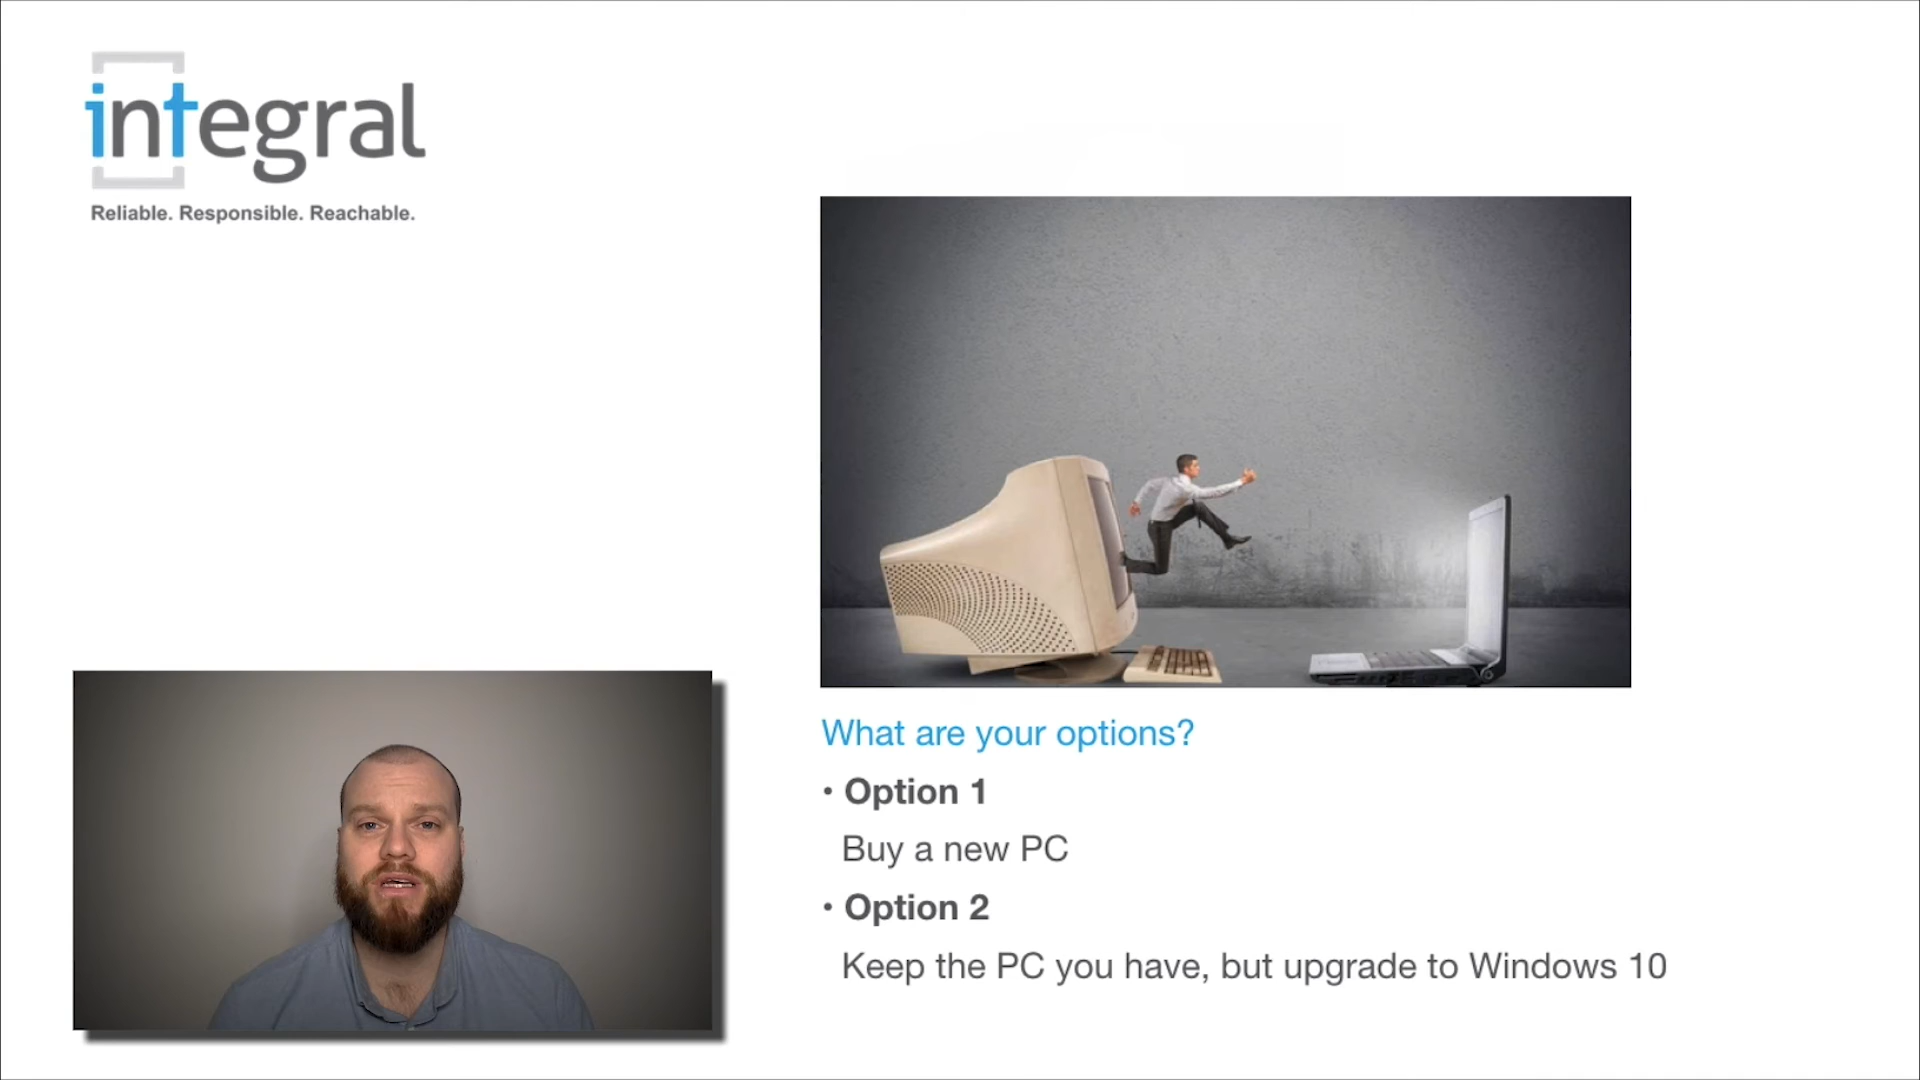 integral
Reliable. Responsible. Reachable.
What are your options?
• Option 1
Buy a new PC
• Option 2
Keep the PC you have, but upgrade to Windows 10